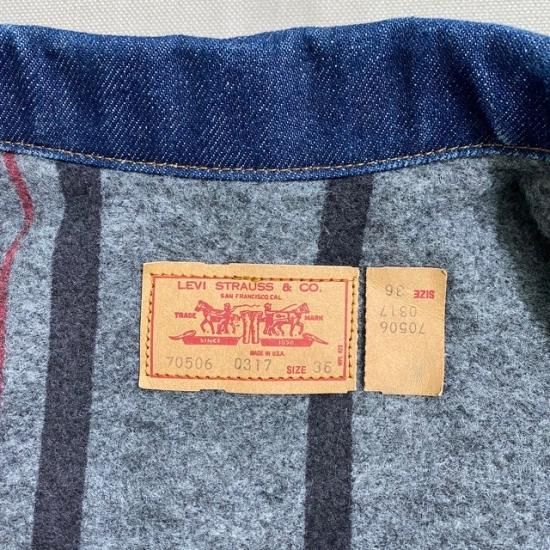 LEVI STRAUSS & CO.
SAN FRANCISCO, CAL.
TRADE MARK
SINCE 1850
MADE IN U.S.A.
70506 0317 SIZE 36
SIZE 36
0317
70506